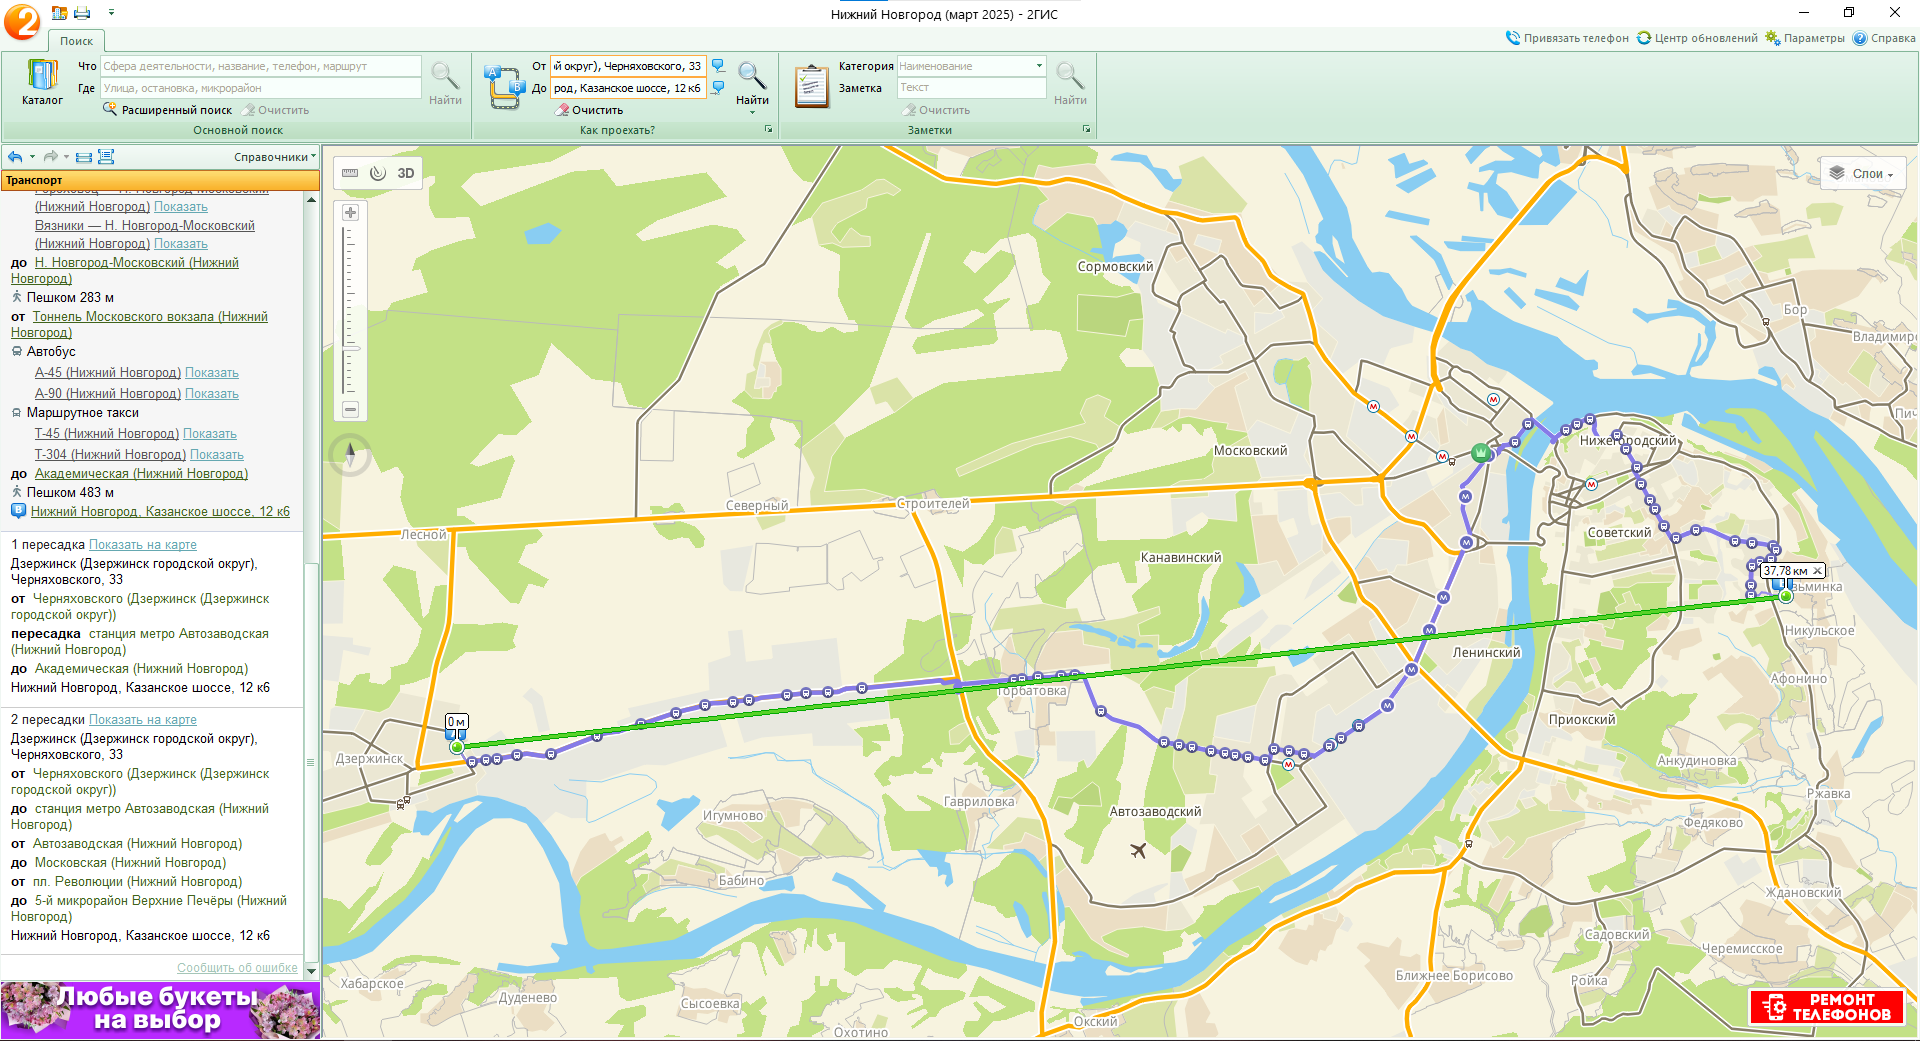 Нижний Новгород (март 2025) - 2ГИС
Поиск
Привязать телефон
Центр обновлений
Параметры
Справка
Каталог
Что
Сфера деятельности, название, телефон, маршрут
Где
Улица, остановка, микрорайон
Найти
Расширенный поиск
Очистить
Основной поиск
A
B
От
й округ), Черняховского, 33
До
род, Казанское шоссе, 12 к6
Найти
Очистить
Как проехать?
Категория
Наименование
Заметка
Текст
Найти
Очистить
Заметки
Справочники
Транспорт
(Нижний Новгород) Показать
Вязники — Н. Новгород-Московский
(Нижний Новгород) Показать
до Н. Новгород-Московский (Нижний
Новгород)
Пешком 283 м
от Тоннель Московского вокзала (Нижний
Новгород)
Автобус
А-45 (Нижний Новгород) Показать
А-90 (Нижний Новгород) Показать
Маршрутное такси
Т-45 (Нижний Новгород) Показать
Т-304 (Нижний Новгород) Показать
до Академическая (Нижний Новгород)
Пешком 483 м
B Нижний Новгород, Казанское шоссе, 12 к6
1 пересадка Показать на карте
Дзержинск (Дзержинск городской округ),
Черняховского, 33
от Черняховского (Дзержинск (Дзержинск
городской округ))
пересадка станция метро Автозаводская
(Нижний Новгород)
до Академическая (Нижний Новгород)
Нижний Новгород, Казанское шоссе, 12 к6
2 пересадки Показать на карте
Дзержинск (Дзержинск городской округ),
Черняховского, 33
от Черняховского (Дзержинск (Дзержинск
городской округ))
до станция метро Автозаводская (Нижний
Новгород)
от Автозаводская (Нижний Новгород)
до Московская (Нижний Новгород)
от пл. Революции (Нижний Новгород)
до 5-й микрорайон Верхние Печёры (Нижний
Новгород)
Нижний Новгород, Казанское шоссе, 12 к6
Сообщить об ошибке
Любые букеты
на выбор
3D
Слои
Сормовский
Бор
Владимирс
Пич
Московский
Нижегородский
Северный
Строителей
Лесной
Советский
Канавинский
37,78 км
зьминка
Никульское
Ленинский
Афонино
Горбатовка
Приокский
0 м
Дзержинск
Анкудиновка
Ржавка
Гавриловка
Автозаводский
Игумново
Федяково
Бабино
Ждановский
Садовский
Черемисское
Ближнее Борисово
Ройка
Хабарское
Дуденево
Сысоевка
Окский
Охотино
РЕМОНТ
ТЕЛЕФОНОВ